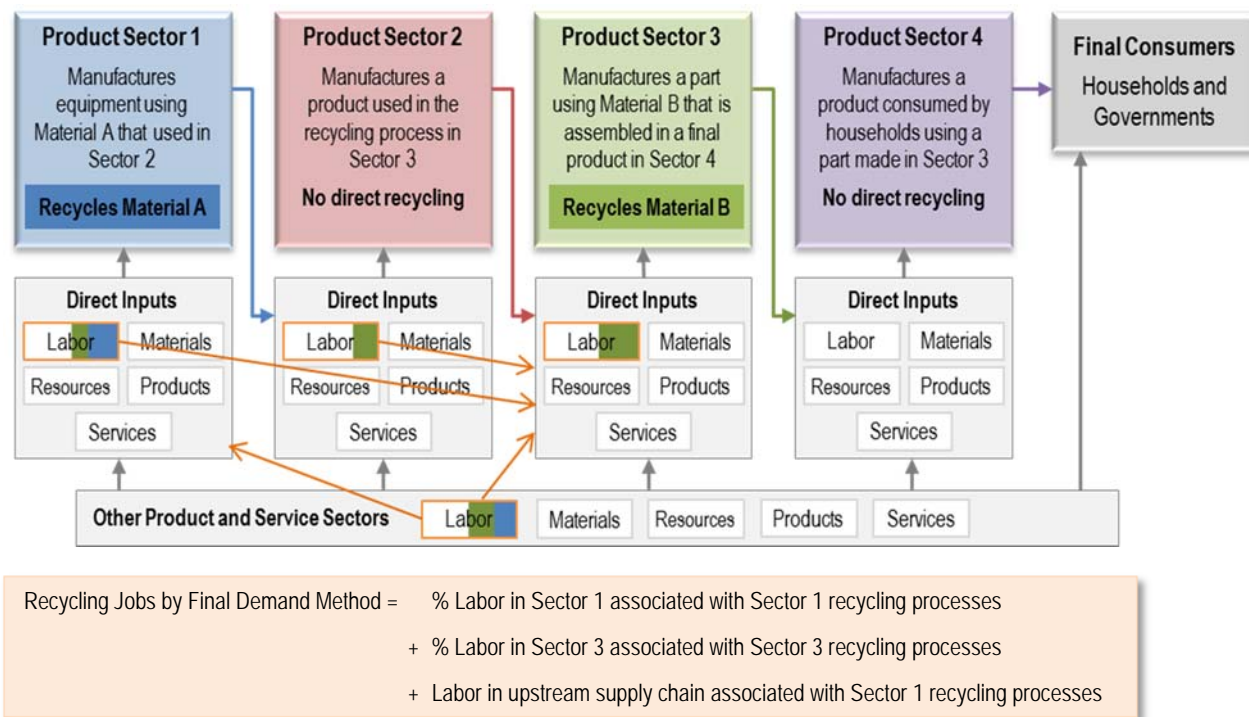 Product Sector 1
Manufactures
equipment using
Material A that used in
Sector 2
Recycles Material A
Product Sector 2
Manufactures a
product used in the
recycling process in
Sector 3
No direct recycling
Product Sector 3
Manufactures a part
using Material B that is
assembled in a final
product in Sector 4
Recycles Material B
Product Sector 4
Manufactures a
product consumed by
households using a
part made in Sector 3
No direct recycling
Final Consumers
Households and
Governments
Direct Inputs
Labor
Materials
Resources
Products
Services
Direct Inputs
Labor
Materials
Resources
Products
Services
Direct Inputs
Labor
Materials
Resources
Products
Services
Direct Inputs
Labor
Materials
Resources
Products
Services
Other Product and Service Sectors
Labor
Materials
Resources
Products
Services
Recycling Jobs by Final Demand Method = % Labor in Sector 1 associated with Sector 1 recycling processes
+ % Labor in Sector 3 associated with Sector 3 recycling processes
+ Labor in upstream supply chain associated with Sector 1 recycling processes